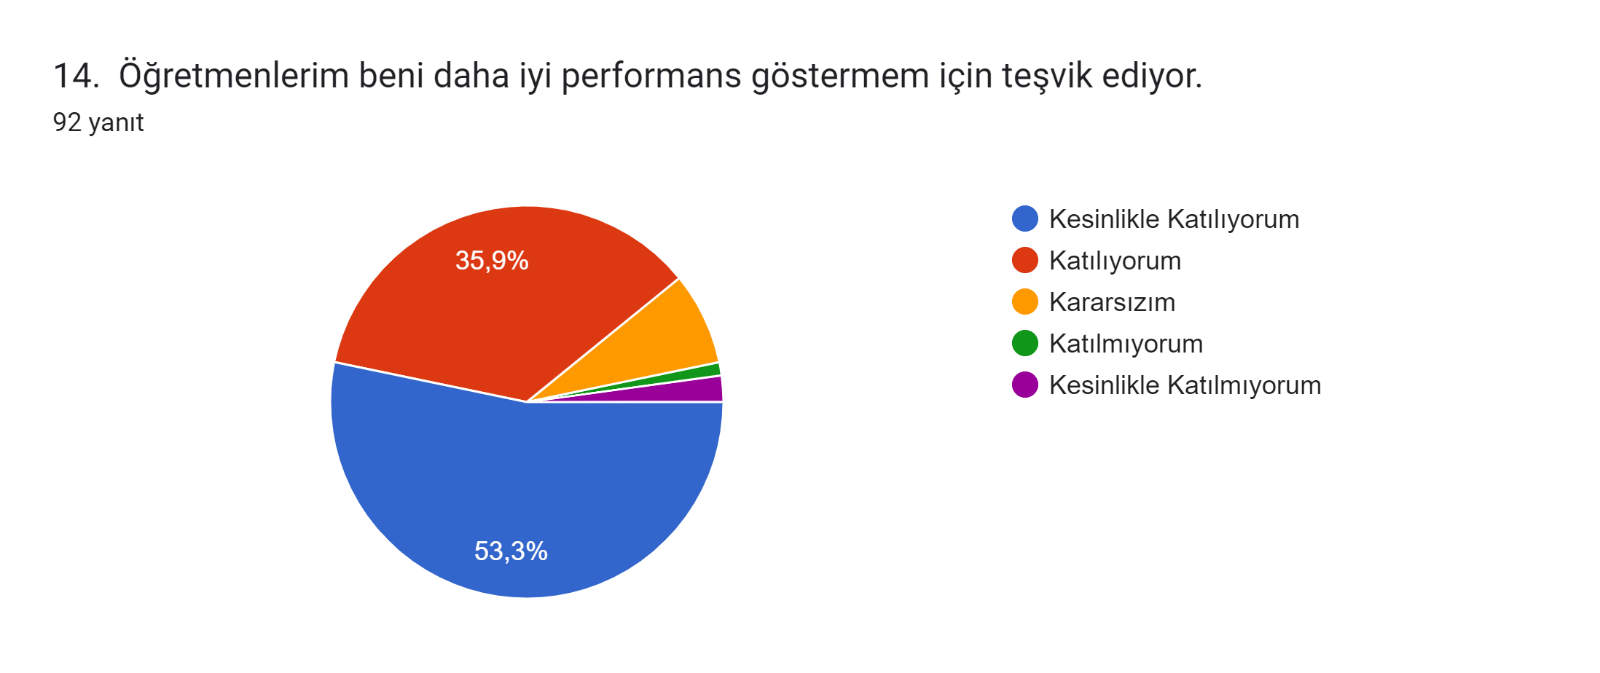 14. Öğretmenlerim beni daha iyi performans göstermem için teşvik ediyor.
92 yanıt
35,9%
53,3%
Kesinlikle Katılıyorum
Katılıyorum
Kararsızım
Katılmıyorum
Kesinlikle Katılmıyorum